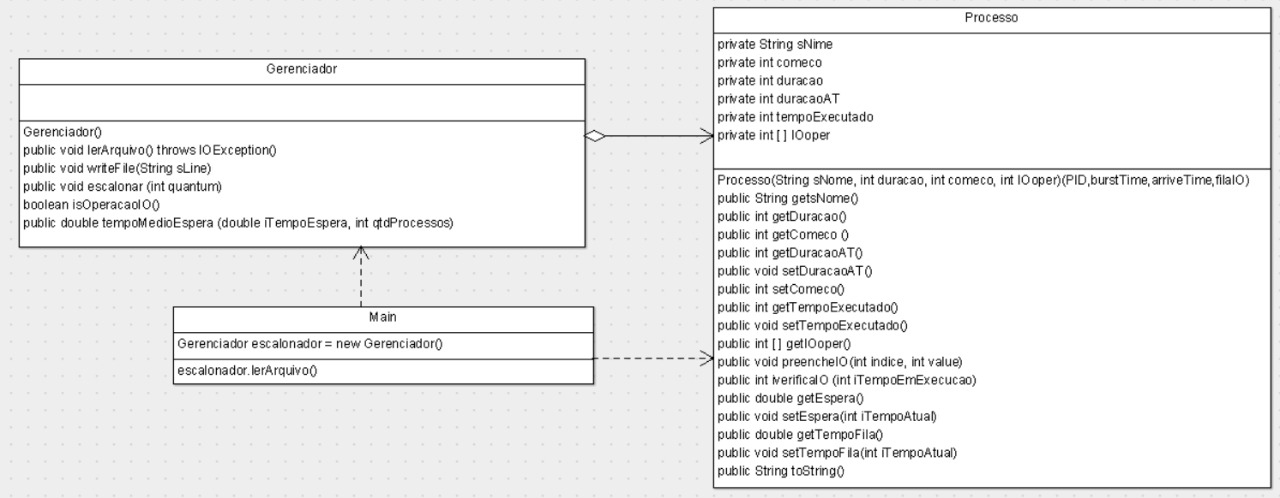 Gerenciador
Gerenciador()
public void lerArquivo() throws IOException()
public void writeFile(String sLine)
public void escalonar (int quantum)
boolean isOperacaoIO()
public double tempoMedioEspera (double iTempoEspera, int qtdProcessos)
Main
Gerenciador escalonador = new Gerenciador()
escalonador.lerArquivo()
Processo
private String sNime
private int comeco
private int duracao
private int duracaoAT
private int tempoExecutado
private int [ ] IOoper
Processo(String sNome, int duracao, int comeco, int IOoper)(PID,burstTime,arriveTime,filaIO)
public String getsNome()
public int getDuracao()
public int getComeco ()
public int getDuracaoAT()
public void setDuracaoAT()
public int setComeco()
public int getTempoExecutado()
public void setTempoExecutado()
public int [ ] getIOoper()
public void preencheIO(int indice, int value)
public int iverificaIO (int iTempoEmExecucao)
public double getEspera()
public void setEspera(int iTempoAtual)
public double getTempoFila()
public void setTempoFila(int iTempoAtual)
public String toString()